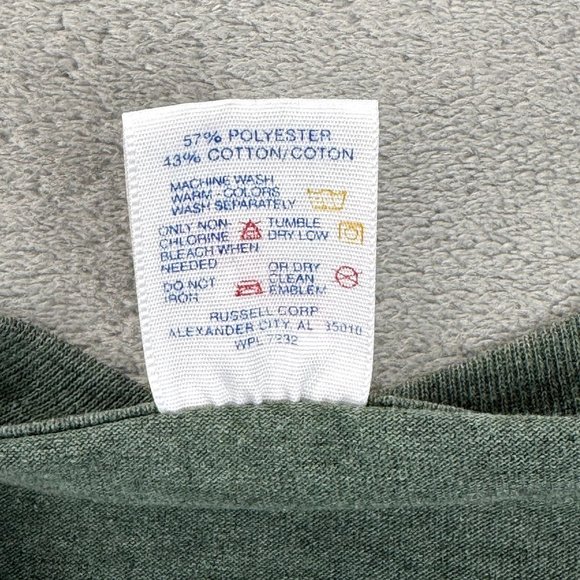 57% POLYESTER
43% COTTON/COTON
MACHINE WASH
WARM - COLORS
WASH SEPARATELY
ONLY NON
CHLORINE
BLEACH WHEN
NEEDED
TUMBLE
DRY LOW
DO NOT
IRON
OR DRY
CLEAN
EMBLEM
RUSSELL CORP
ALEXANDER CITY, AL 35010
WPL 7232